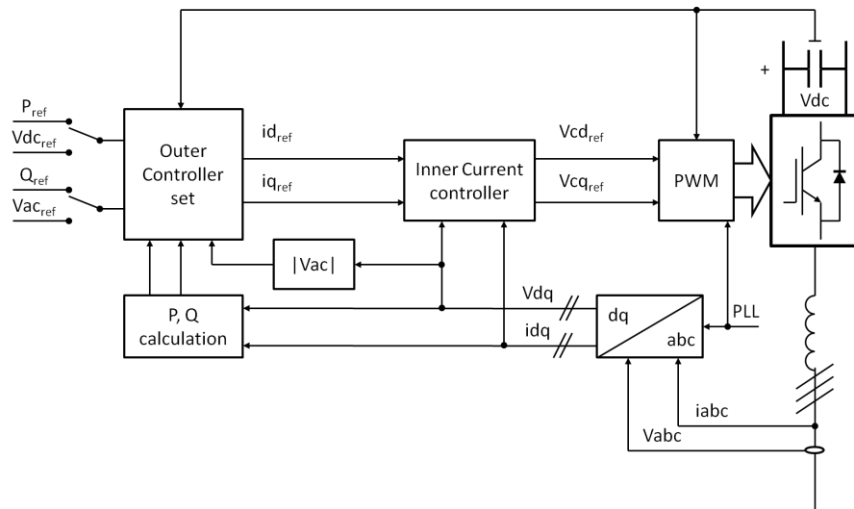 +
Vdc
Pref
Vdcref
Qref
Vacref
Outer
Controller
set
idref
iqref
Inner Current
controller
Vcdref
Vcqref
PWM
|Vac|
P, Q
calculation
Vdq
idq
dq
abc
PLL
iabc
Vabc